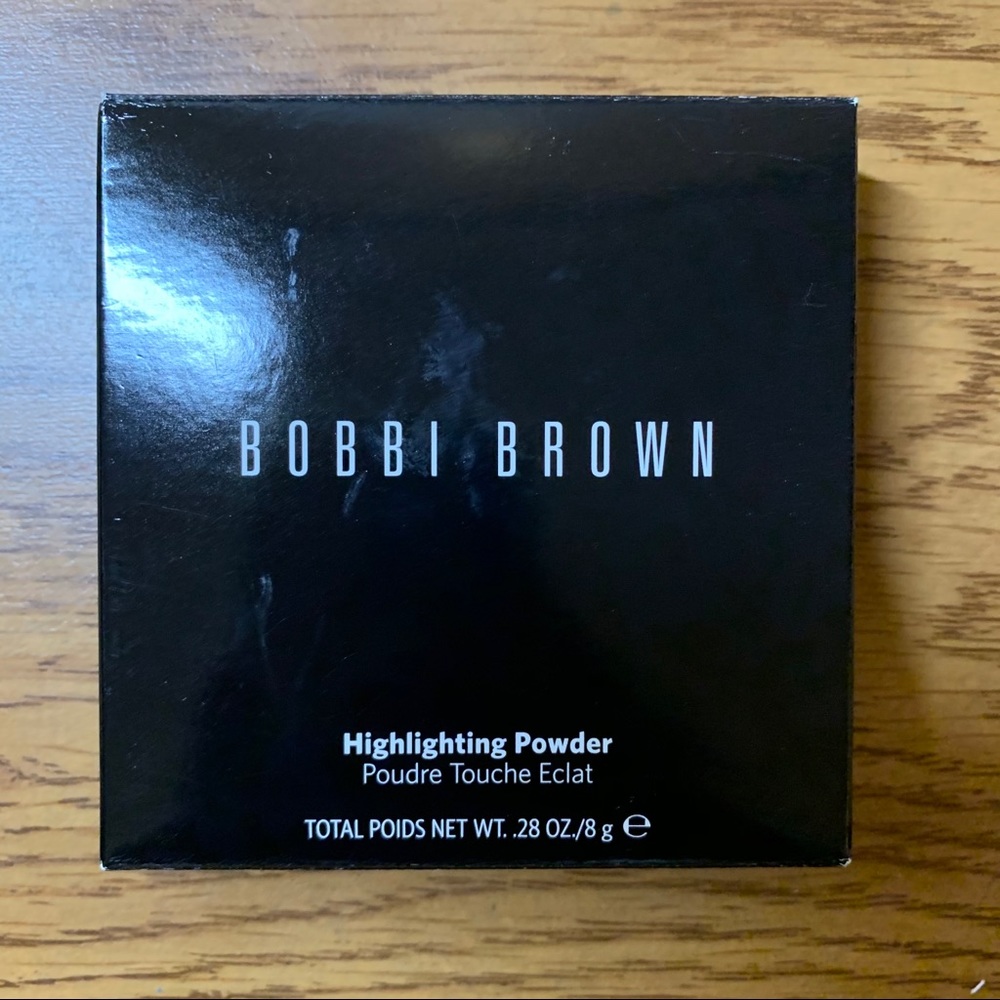 BOBBI BROWN
Highlighting Powder
Poudre Touche Eclat
TOTAL POIDS NET WT. .28 OZ./8 g ℮